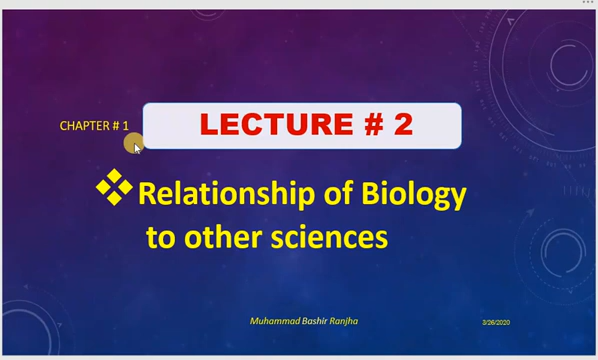 CHAPTER # 1
LECTURE # 2
Relationship of Biology
to other sciences
Muhammad Bashir Ranjha
3/26/2020